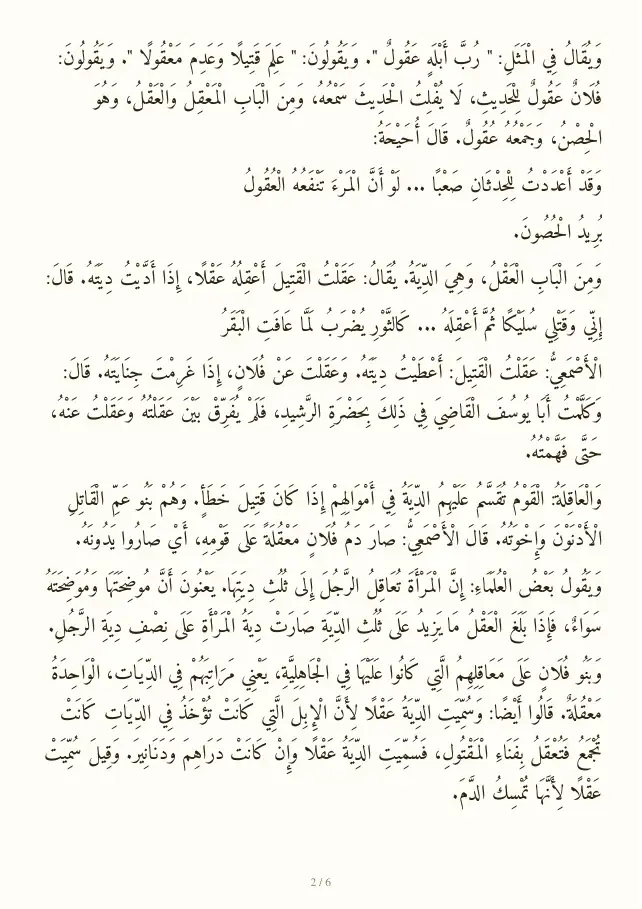 وَيُقَالُ فِي الْمَثَلِ: " رُبَّ أَبْلَهٍ عَقُولٌ ". وَيَقُولُونَ: " عَلِمَ قَتِيلًا وَعَدِمَ مَعْقُولًا ". وَيَقُولُونَ:
فُلَانٌ عَقُولٌ لِلْحَدِيثِ، لَا يُفْلِتُ الْحَدِيثَ سَمْعُهُ، وَمِنَ الْبَابِ الْمَعْقِلُ وَالْعَقْلُ، وَهُوَ
الْحِصْنُ، وَجَمْعُهُ عُقُولٌ. قَالَ أُحَيْحَةُ:
وَقَدْ أَعْدَدْتُ لِلْحِدْثَانِ صَعْبًا ... لَوْ أَنَّ الْمَرْءَ تَنْفَعُهُ الْعُقُولُ
يُرِيدُ الْحُصُونَ.
وَمِنَ الْبَابِ الْعَقْلُ، وَهِيَ الدِّيَةُ. يُقَالُ: عَقَلْتُ الْقَتِيلَ أَعْقِلُهُ عَقْلًا، إِذَا أَدَّيْتُ دِيَتَهُ. قَالَ:
إِنِّي وَقَتْلِي سُلَيْكًا ثُمَّ أَعْقِلَهُ ... كَالثَّوْرِ يُضْرَبُ لَمَّا عَافَتِ الْبَقَرُ
الْأَصْمَعِيُّ: عَقَلْتُ الْقَتِيلَ: أَعْطَيْتُ دِيَتَهُ. وَعَقَلْتَ عَنْ فُلَانٍ، إِذَا غَرِمْتَ جِنَايَتَهُ. قَالَ:
وَكَلَّمْتُ أَبَا يُوسُفَ الْقَاضِيَ فِي ذَلِكَ بِحَضْرَةِ الرَّشِيدِ، فَلَمْ يُفَرِّقْ بَيْنَ عَقَلْتُهُ وَعَقَلْتُ عَنْهُ،
حَتَّى فَهَّمْتُهُ.
وَالْعَاقِلَةُ: الْقَوْمُ تُقَسَّمُ عَلَيْهِمُ الدِّيَةُ فِي أَمْوَالِهِمْ إِذَا كَانَ قَتِيلَ خَطَأٍ. وَهُمْ بَنُو عَمِّ الْقَاتِلِ
الْأَدْنَوْنَ وَإِخْوَتُهُ. قَالَ الْأَصْمَعِيُّ: صَارَ دَمُ فُلَانٍ مَعْقُلَةً عَلَى قَوْمِهِ، أَيْ صَارُوا يَدُونَهُ.
وَيَقُولُ بَعْضُ الْعُلَمَاءِ: إِنَّ الْمَرْأَةَ تُعَاقِلُ الرَّجُلَ إِلَى ثُلُثِ دِيَتِهَا. يَعْنُونَ أَنَّ مُوضِحَتَهَا وَمُوَضِحَتَهُ
سَوَاءٌ، فَإِذَا بَلَغَ الْعَقْلُ مَا يَزِيدُ عَلَى ثُلُثِ الدِّيَةِ صَارَتْ دِيَةُ الْمَرْأَةِ عَلَى نِصْفِ دِيَةِ الرَّجُلِ.
وَبَنُو فُلَانٍ عَلَى مَعَاقِلِهِمُ الَّتِي كَانُوا عَلَيْهَا فِي الْجَاهِلِيَّةِ، يَعْنِي مَرَاتِبَهُمْ فِي الدِّيَاتِ، الْوَاحِدَةُ
مَعْقُلَةٌ. قَالُوا أَيْضًا: وَسُمِّيَتِ الدِّيَةُ عَقْلًا لِأَنَّ الْإِبِلَ الَّتِي كَانَتْ تُؤْخَذُ فِي الدِّيَاتِ كَانَتْ
تُجْمَعُ فَتُعْقَلُ بِفَنَاءِ الْمَقْتُولِ، فَسُمِّيَتِ الدِّيَةُ عَقْلًا وَإِنْ كَانَتْ دَرَاهِمَ وَدَنَانِيرَ. وَقِيلَ سُمِّيَتْ
عَقْلًا لِأَنَّهَا تُمْسِكُ الدَّمَ.
2 / 6